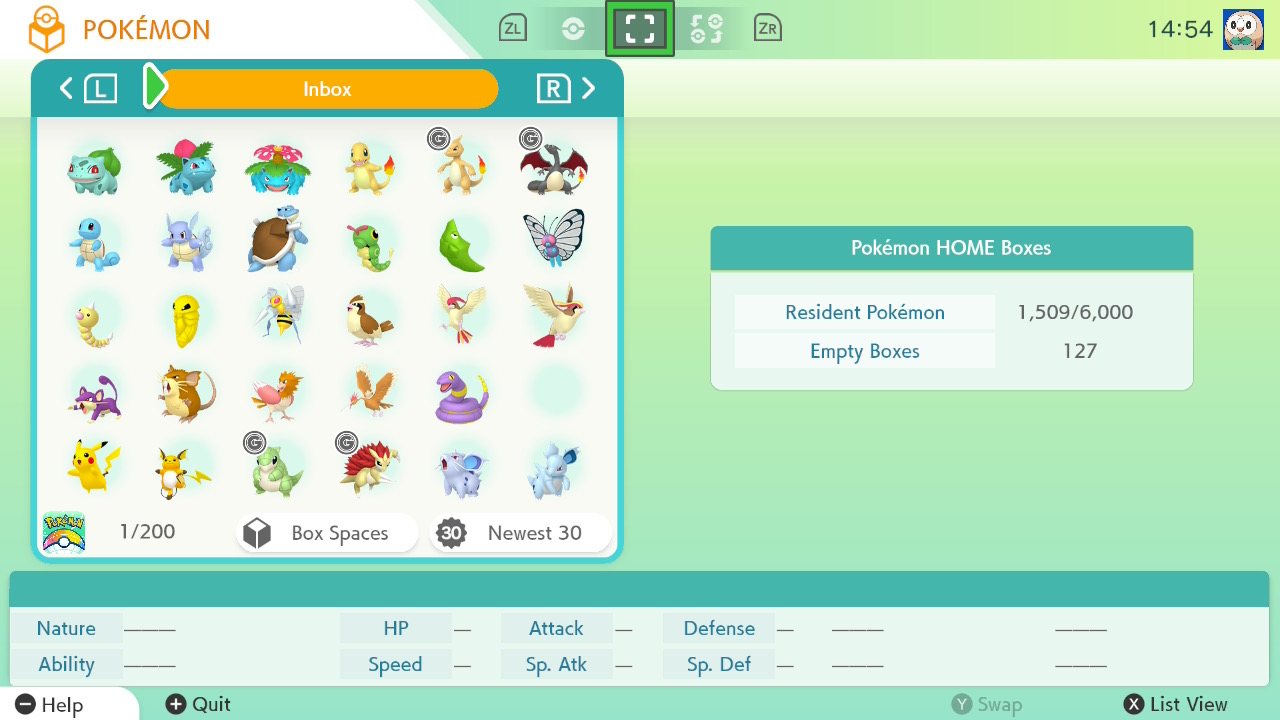 POKÉMON
ZL
ZR
14:54
L
Inbox
R
G
G
Pokémon HOME Boxes
Resident Pokémon 1,509/6,000
Empty Boxes 127
G
G
POKÉMON
1/200
Box Spaces
30 Newest 30
Nature ———
HP —
Attack —
Defense —
———
———
Ability ———
Speed —
Sp. Atk —
Sp. Def —
———
———
Help
Quit
Y Swap
X List View